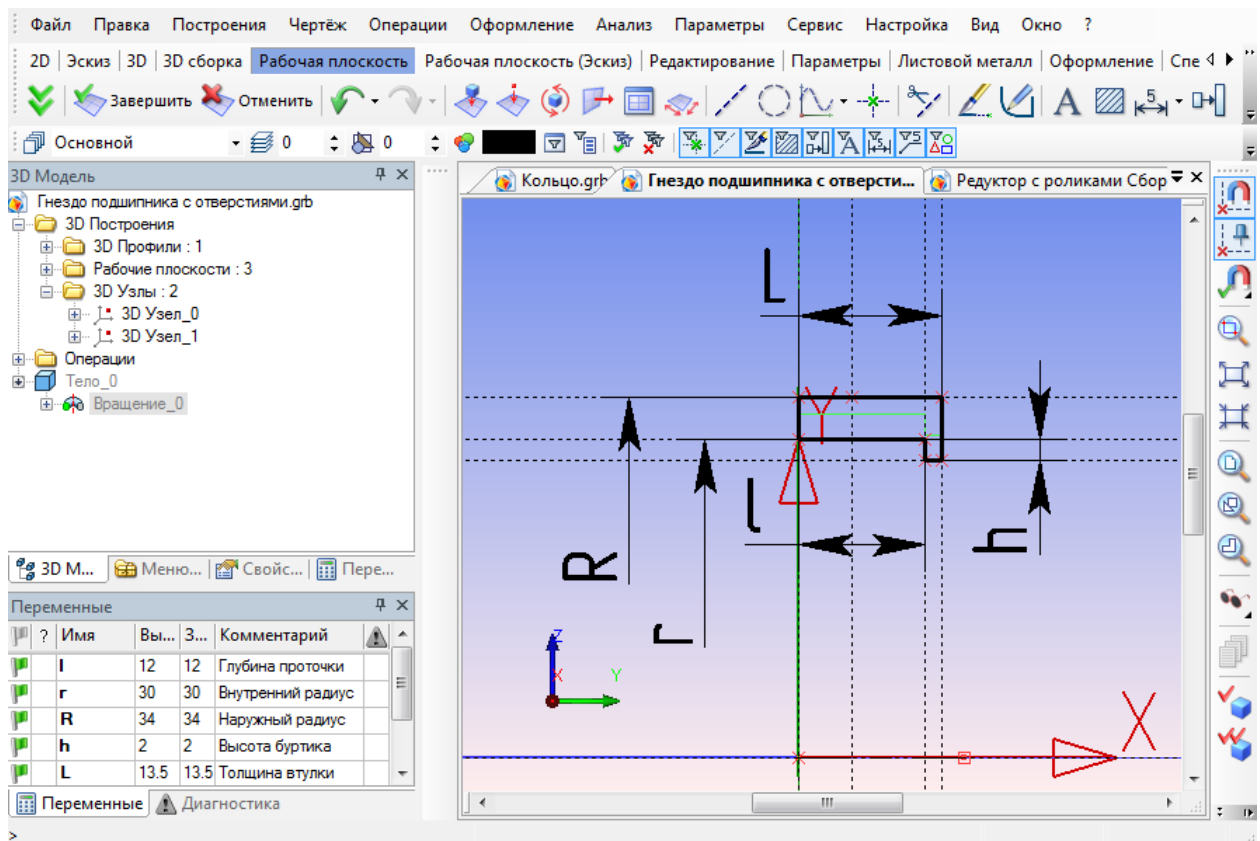 Файл Правка Построения Чертёж Операции Оформление Анализ Параметры Сервис Настройка Вид Окно ?
2D Эскиз 3D 3D сборка Рабочая плоскость Рабочая плоскость (Эскиз) Редактирование Параметры Листовой металл Оформление Спе
Завершить Отменить
Основной 0 0
3D Модель
Гнездо подшипника с отверстиями.grb
3D Построения
3D Профили : 1
Рабочие плоскости : 3
3D Узлы : 2
3D Узел_0
3D Узел_1
Операции
Тело_0
Вращение_0
3D М... Меню... Свойс... Пере...
Переменные
? Имя Вы... З... Комментарий
l 12 12 Глубина проточки
r 30 30 Внутренний радиус
R 34 34 Наружный радиус
h 2 2 Высота буртика
L 13.5 13.5 Толщина втулки
Переменные Диагностика
>
Кольцо.grb Гнездо подшипника с отверсти... Редуктор с роликами Сбор
L
Y
l
R
h
r
Z
X Y
X